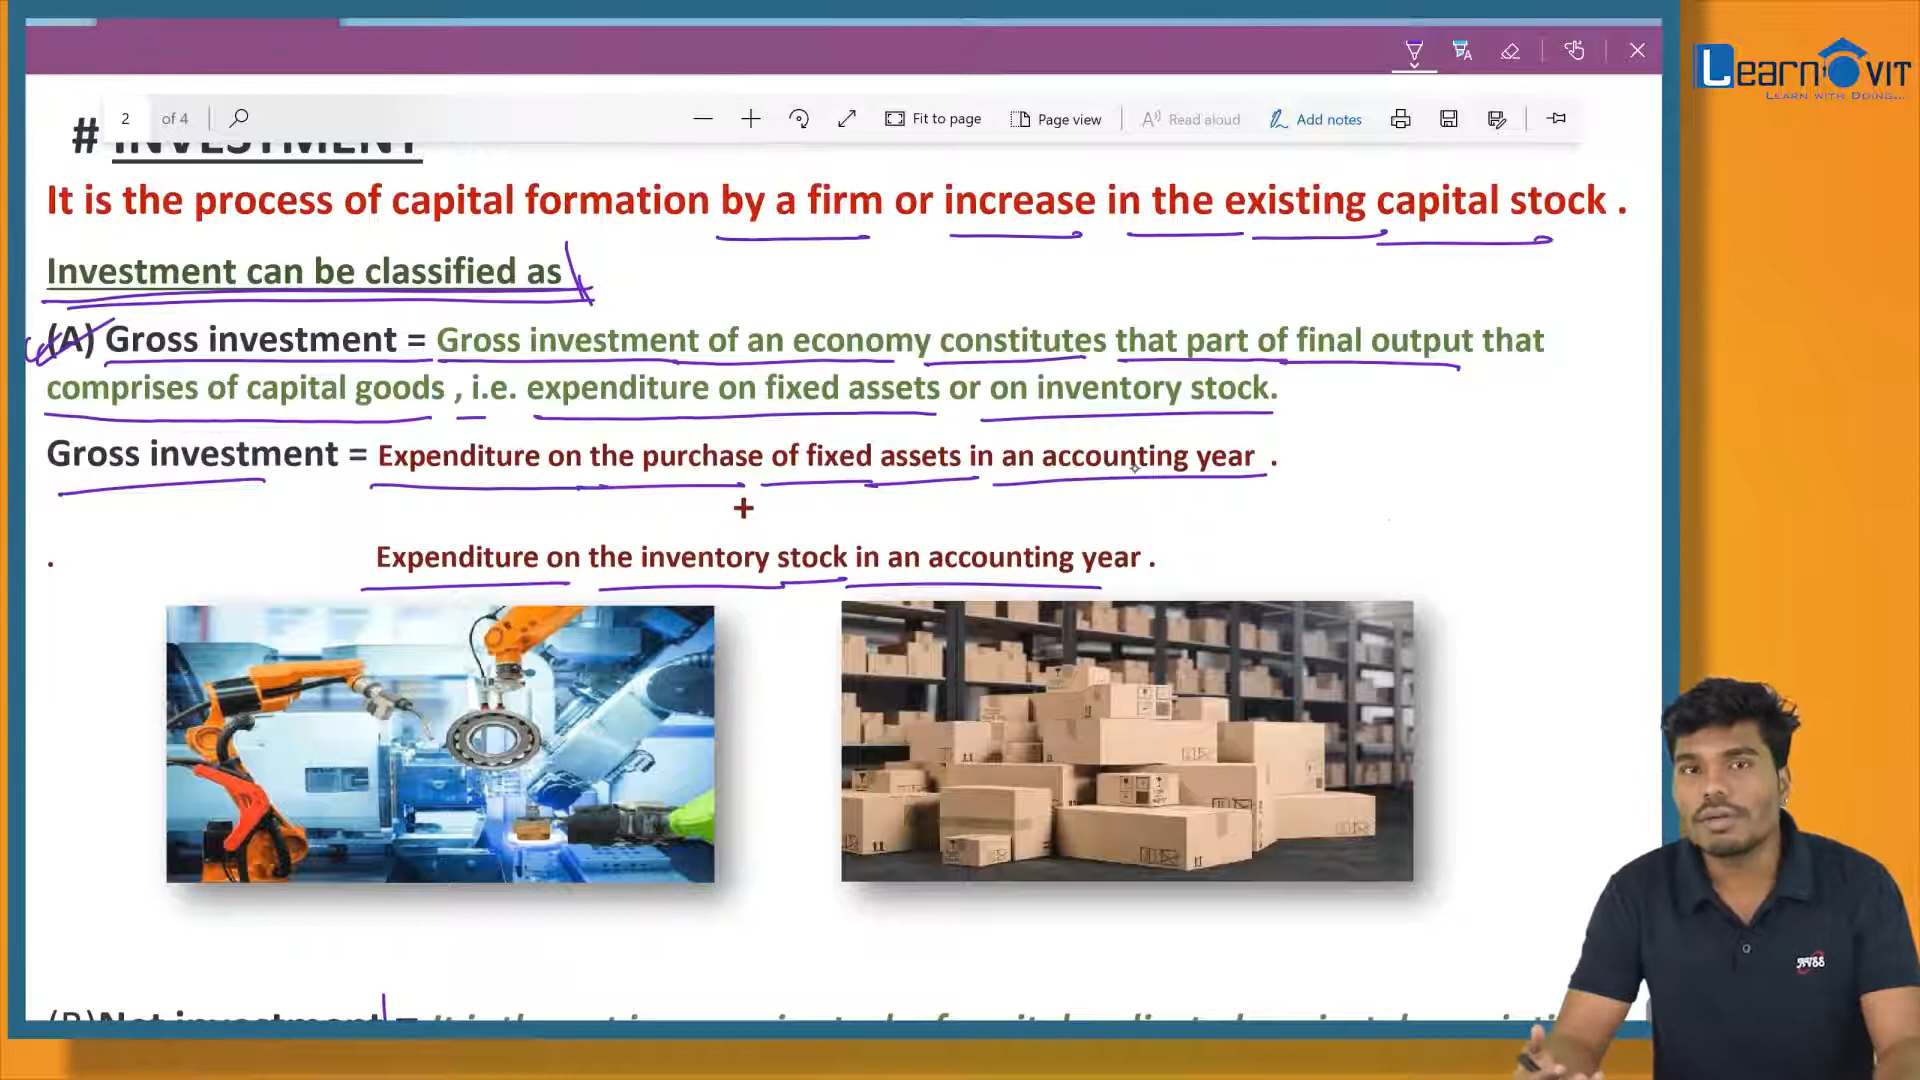 LearnOvit
LEARN WITH DOING...
2 of 4 Fit to page Page view Read aloud Add notes
# INVESTMENT
It is the process of capital formation by a firm or increase in the existing capital stock .
Investment can be classified as
(A) Gross investment = Gross investment of an economy constitutes that part of final output that
comprises of capital goods , i.e. expenditure on fixed assets or on inventory stock.
Gross investment = Expenditure on the purchase of fixed assets in an accounting year .
+
. Expenditure on the inventory stock in an accounting year .
(B)Net investment =